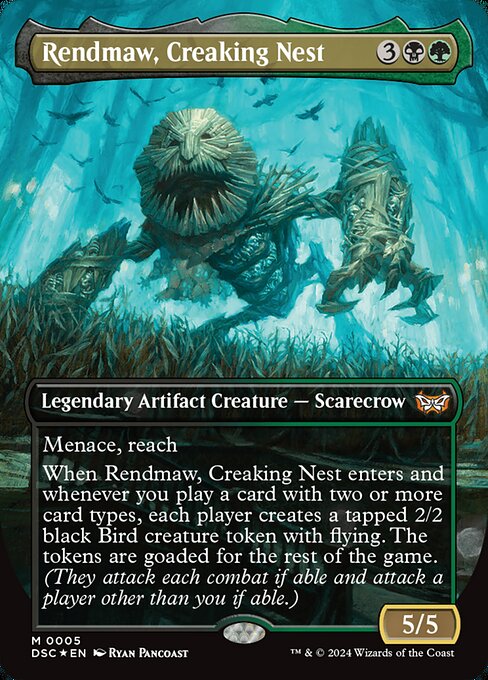 Rendmaw, Creaking Nest 3
Legendary Artifact Creature — Scarecrow
Menace, reach
When Rendmaw, Creaking Nest enters and
whenever you play a card with two or more
card types, each player creates a tapped 2/2
black Bird creature token with flying. The
tokens are goaded for the rest of the game.
(They attack each combat if able and attack a
player other than you if able.)
5/5
M 0005
DSC★EN Ryan Pancoast
™ & © 2024 Wizards of the Coast